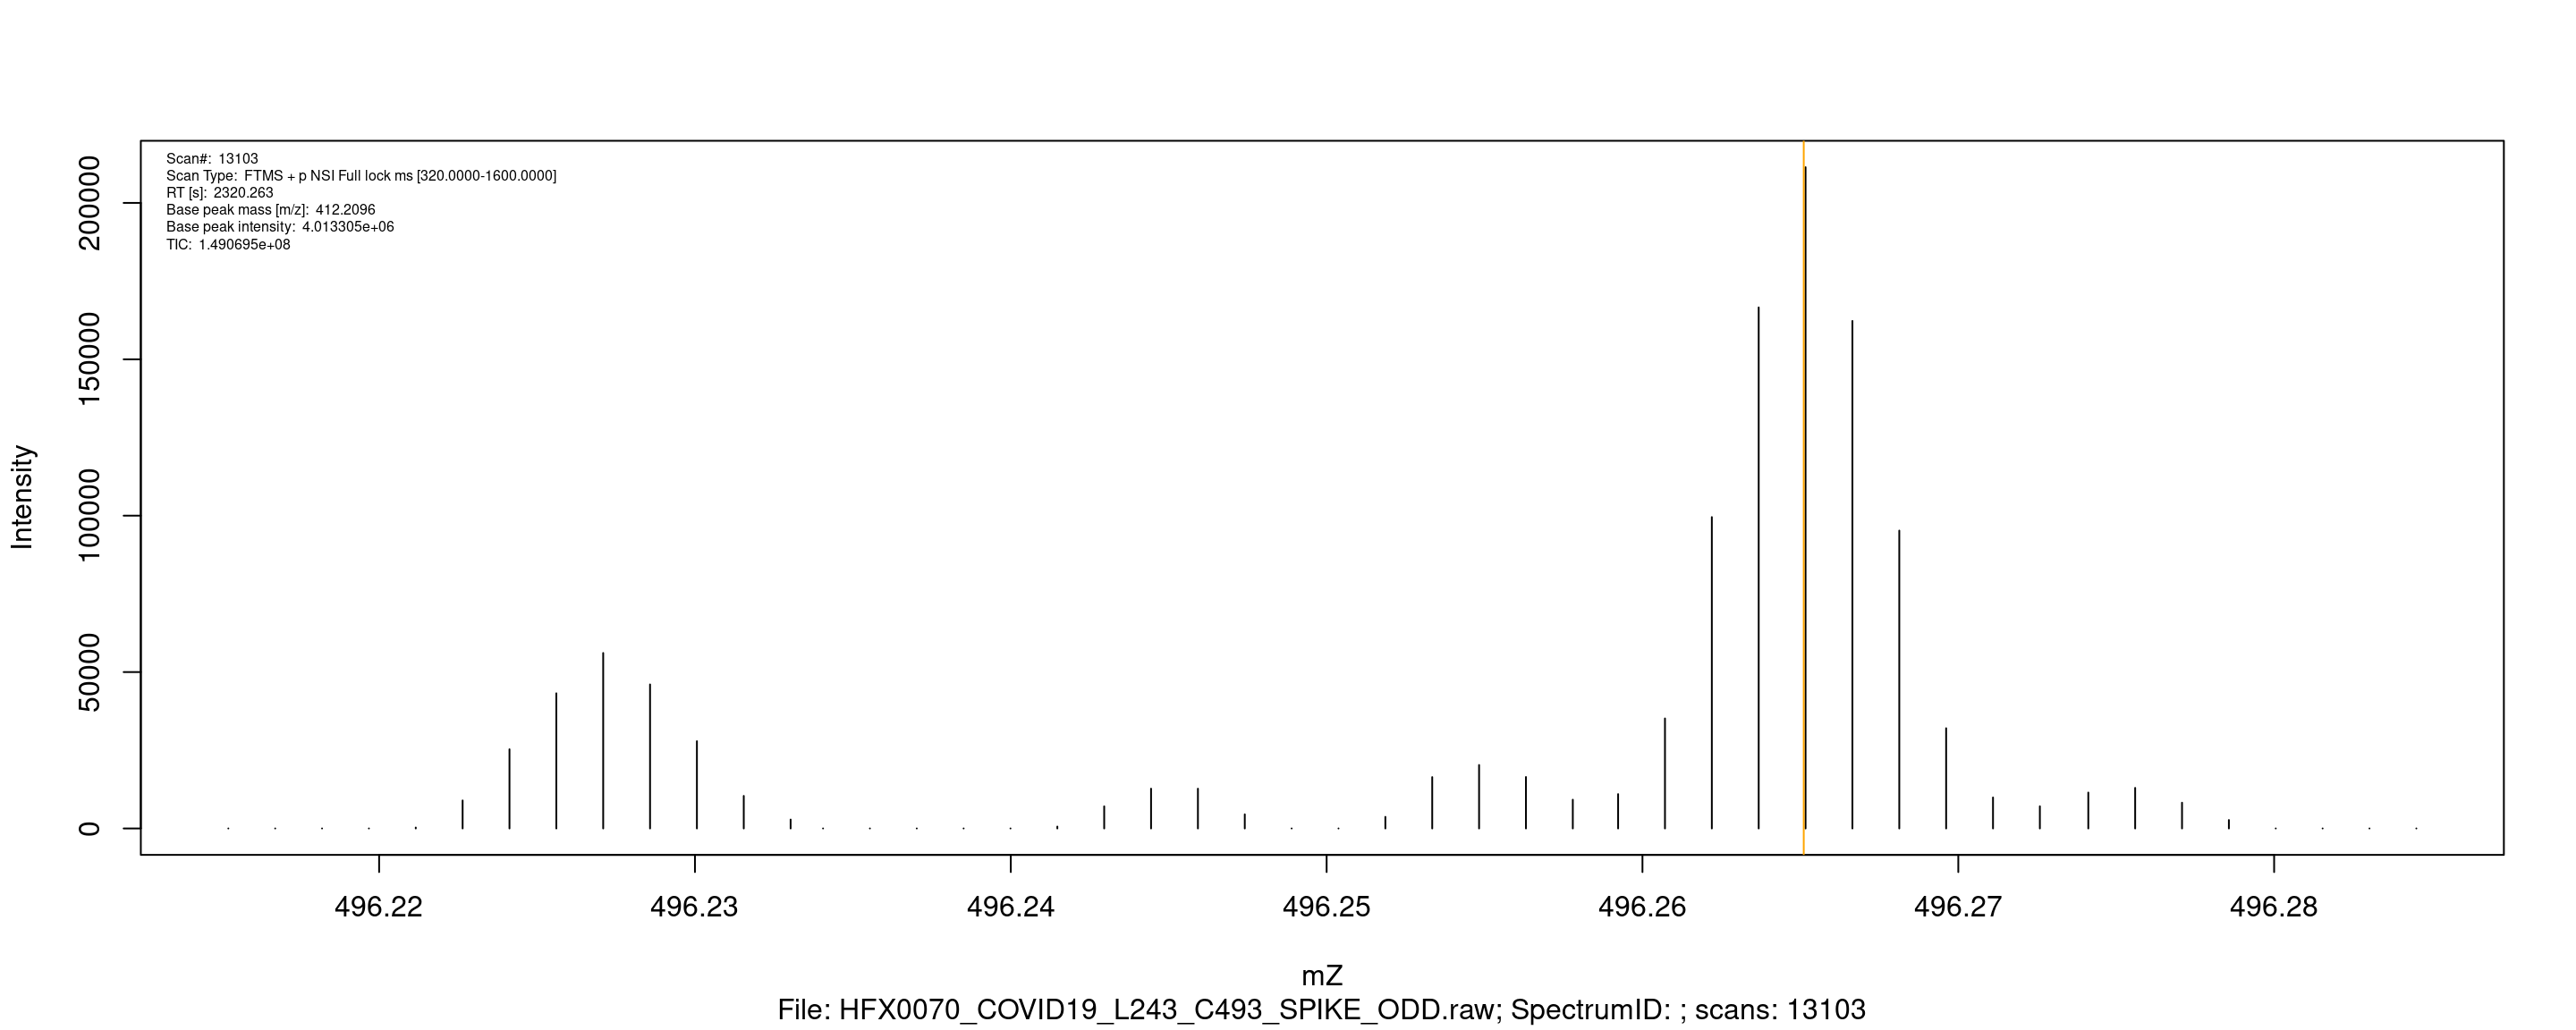 Scan#: 13103
Scan Type: FTMS + p NSI Full lock ms [320.0000-1600.0000]
RT [s]: 2320.263
Base peak mass [m/z]: 412.2096
Base peak intensity: 4.013305e+06
TIC: 1.490695e+08
Intensity
200000
150000
100000
50000
0
496.22 496.23 496.24 496.25 496.26 496.27 496.28
mZ
File: HFX0070_COVID19_L243_C493_SPIKE_ODD.raw; SpectrumID: ; scans: 13103